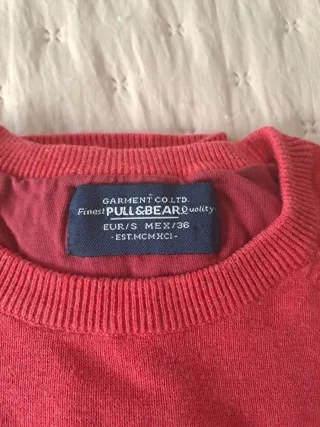 GARMENT CO LTD.
Finest PULL&BEAR Quality
EUR/S MEX/36
-EST.MCMXCI-